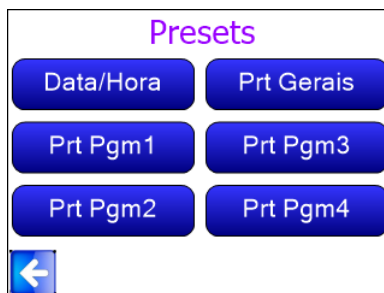 Presets
Data/Hora
Prt Gerais
Prt Pgm1
Prt Pgm3
Prt Pgm2
Prt Pgm4